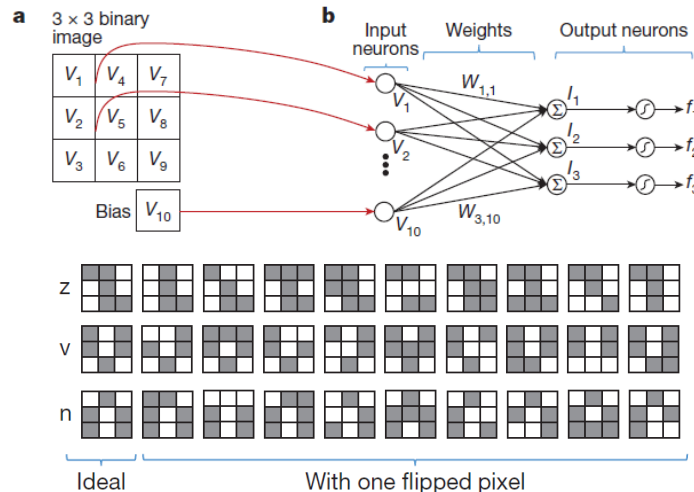 a
3 × 3 binary
image
V1 V4 V7
V2 V5 V8
V3 V6 V9
Bias V10
b
Input
neurons
Weights
Output neurons
V1
V2
V10
W1,1
W3,10
Σ I1
Σ I2
Σ I3
z
v
n
Ideal
With one flipped pixel